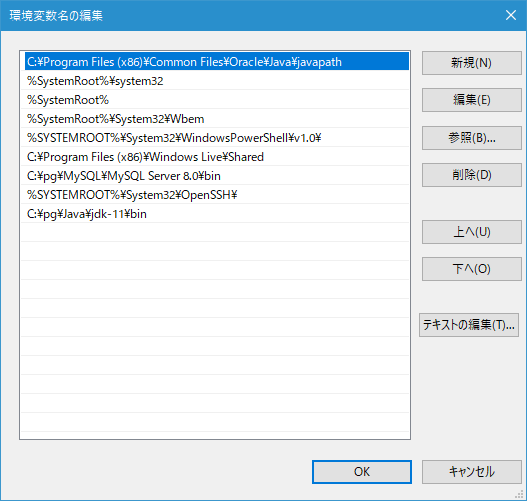 環境変数名の編集
C:¥Program Files (x86)¥Common Files¥Oracle¥Java¥javapath
%SystemRoot%¥system32
%SystemRoot%
%SystemRoot%¥System32¥Wbem
%SYSTEMROOT%¥System32¥WindowsPowerShell¥v1.0¥
C:¥Program Files (x86)¥Windows Live¥Shared
C:¥pg¥MySQL¥MySQL Server 8.0¥bin
%SYSTEMROOT%¥System32¥OpenSSH¥
C:¥pg¥Java¥jdk-11¥bin
新規(N)
編集(E)
参照(B)...
削除(D)
上へ(U)
下へ(O)
テキストの編集(T)...
OK
キャンセル